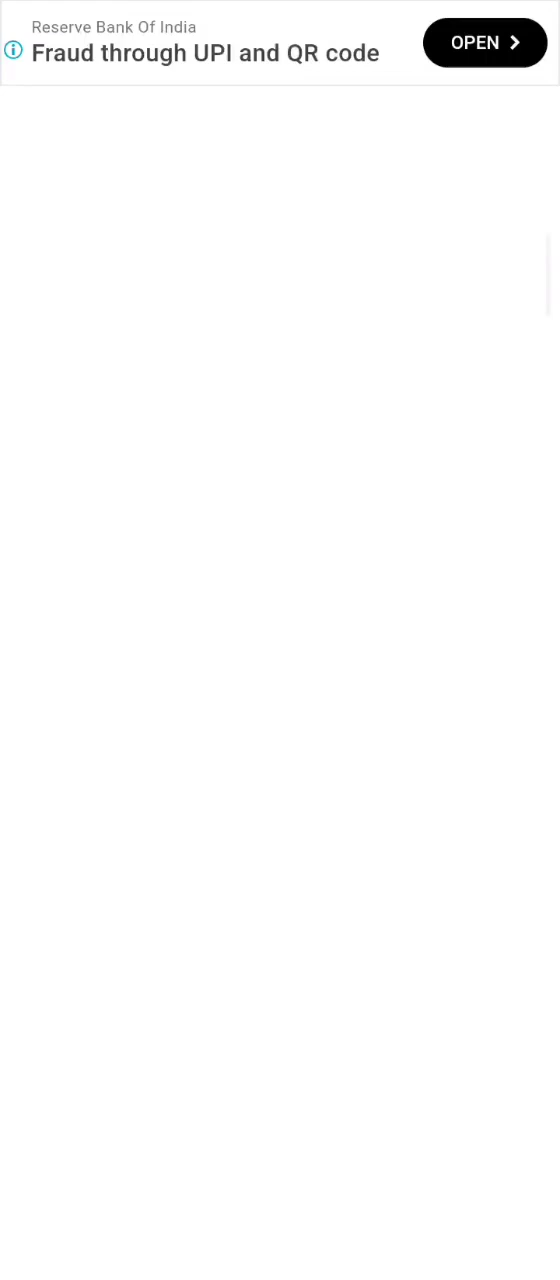 Reserve Bank Of India
Fraud through UPI and QR code
OPEN